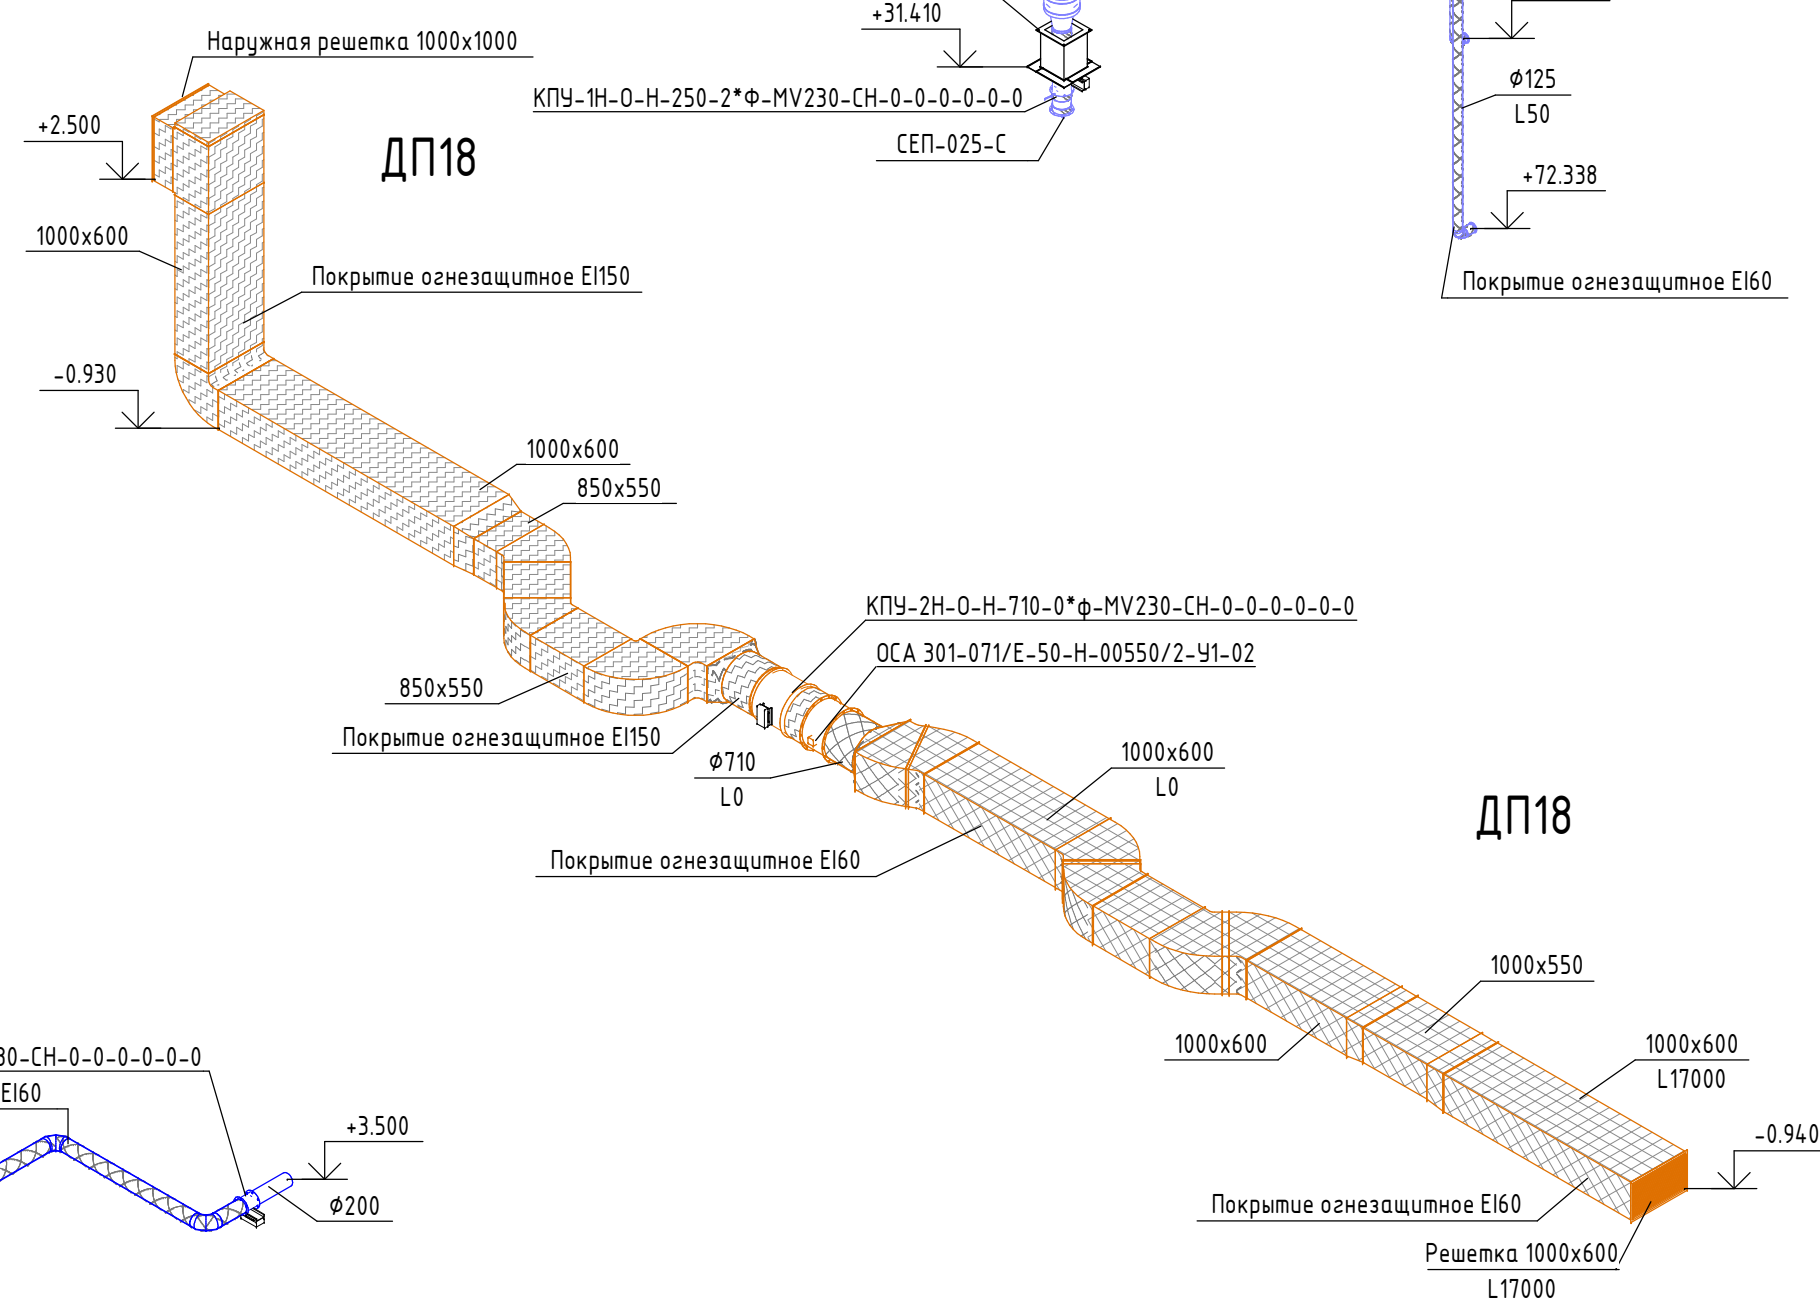 +31.410
Наружная решетка 1000x1000
ф125
L50
КПУ-1Н-О-Н-250-2*Ф-MV230-СН-0-0-0-0-0-0
+2.500
СЕП-025-С
ДП18
+72.338
1000x600
Покрытие огнезащитное EI150
Покрытие огнезащитное EI60
-0.930
1000x600
850x550
КПУ-2Н-О-Н-710-0*ф-MV230-СН-0-0-0-0-0-0
ОСА 301-071/Е-50-Н-00550/2-У1-02
850x550
Покрытие огнезащитное EI150
ф710
L0
1000x600
L0
ДП18
Покрытие огнезащитное EI60
1000x550
1000x600
1000x600
L17000
30-СН-0-0-0-0-0-0
EI60
+3.500
-0.940
ф200
Покрытие огнезащитное EI60
Решетка 1000x600
L17000